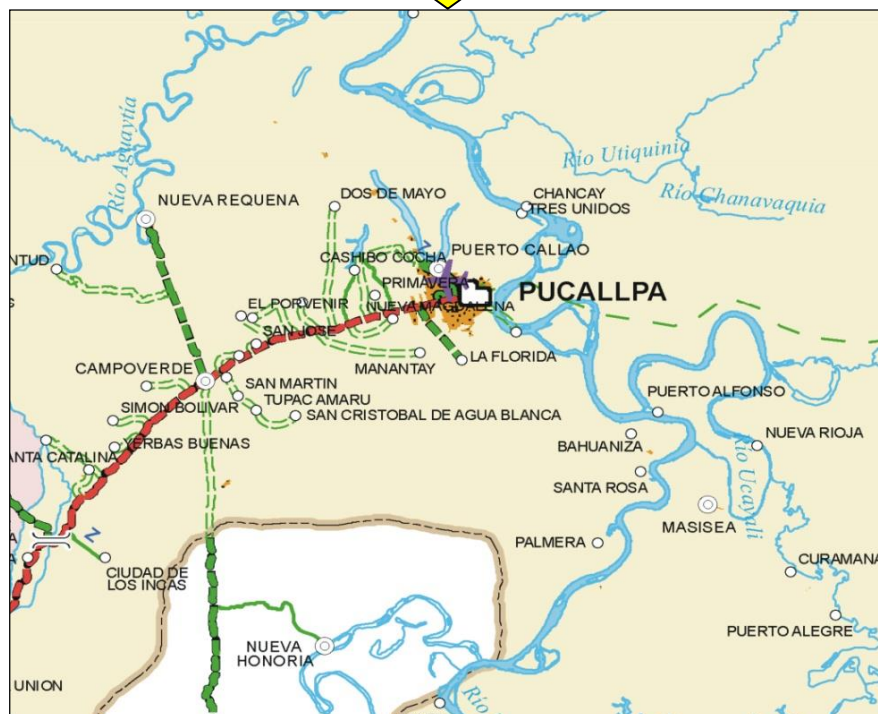 Río Aguaytía
Río Utiquinia
Río Chanavaquia
NUEVA REQUENA
DOS DE MAYO
CHANCAY
TRES UNIDOS
NTUD
CASHIBO COCHA
PUERTO CALLAO
PRIMAVERA
PUCALLPA
EL PORVENIR
NUEVA MAGDALENA
SAN JOSE
CAMPOVERDE
MANANTAY
LA FLORIDA
SAN MARTIN
TUPAC AMARU
SIMON BOLIVAR
SAN CRISTOBAL DE AGUA BLANCA
PUERTO ALFONSO
YERBAS BUENAS
BAHUANIZA
NUEVA RIOJA
ANTA CATALINA
SANTA ROSA
Río Ucayali
MASISEA
PALMERA
CIUDAD DE
LOS INCAS
CURAMANA
PUERTO ALEGRE
NUEVA
HONORIA
UNION
Río